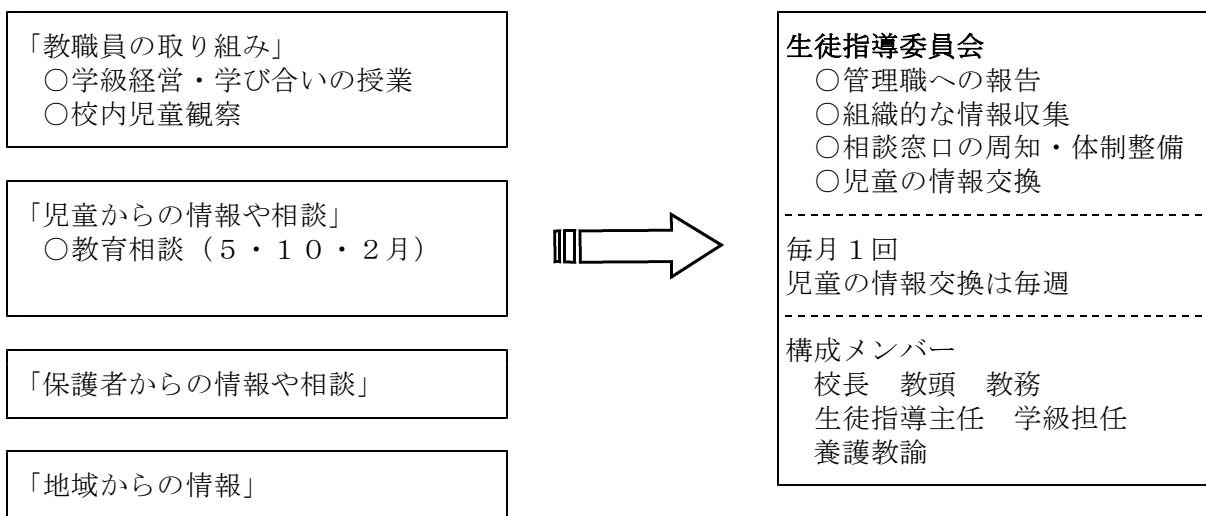 「教職員の取り組み」
○学級経営・学び合いの授業
○校内児童観察
「児童からの情報や相談」
○教育相談（５・１０・２月）
「保護者からの情報や相談」
「地域からの情報」
生徒指導委員会
○管理職への報告
○組織的な情報収集
○相談窓口の周知・体制整備
○児童の情報交換
毎月１回
児童の情報交換は毎週
構成メンバー
校長　教頭　教務
生徒指導主任　学級担任
養護教諭